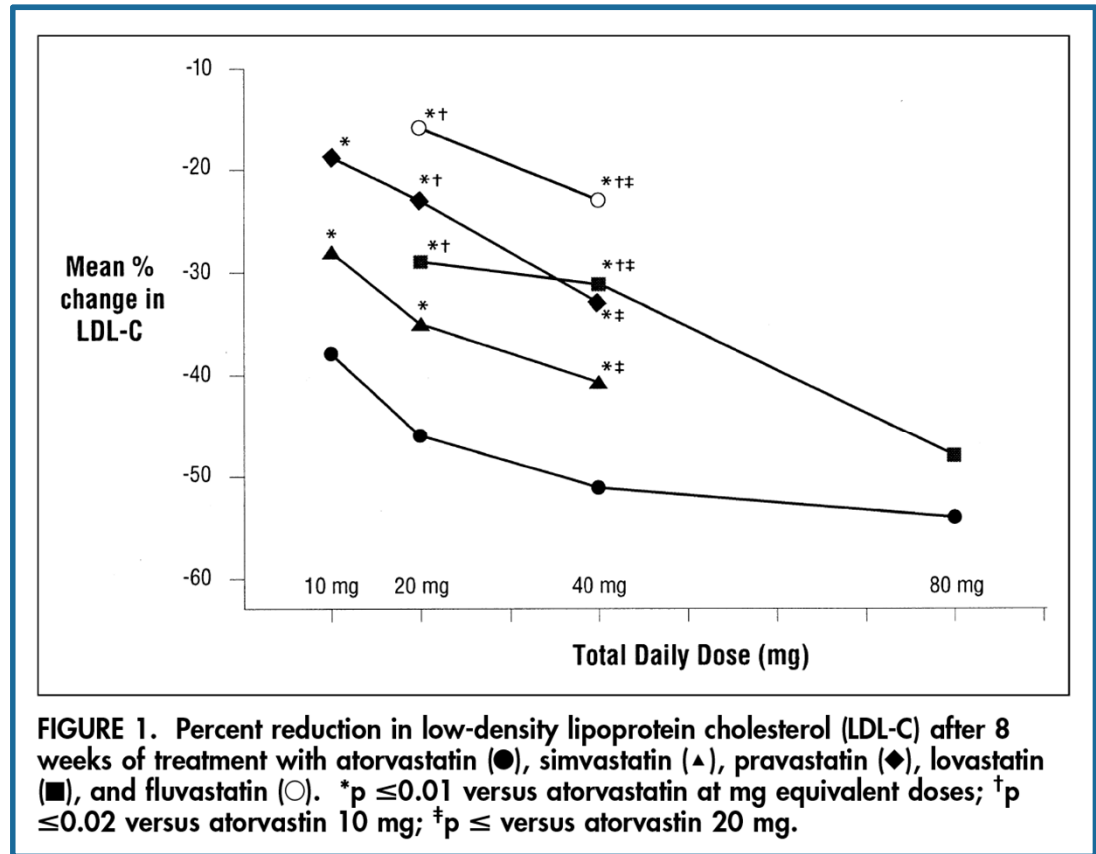 -10
*†
*
-20
*†
*†‡
*
*†
Mean %
change in
LDL-C
-30
*†‡
*
*‡
-40
*‡
-50
-60
10 mg 20 mg 40 mg 80 mg
Total Daily Dose (mg)
FIGURE 1. Percent reduction in low-density lipoprotein cholesterol (LDL-C) after 8
weeks of treatment with atorvastatin (●), simvastatin (▲), pravastatin (◆), lovastatin
(■), and fluvastatin (○). *p ≤0.01 versus atorvastatin at mg equivalent doses; †p
≤0.02 versus atorvastin 10 mg; ‡p ≤ versus atorvastin 20 mg.